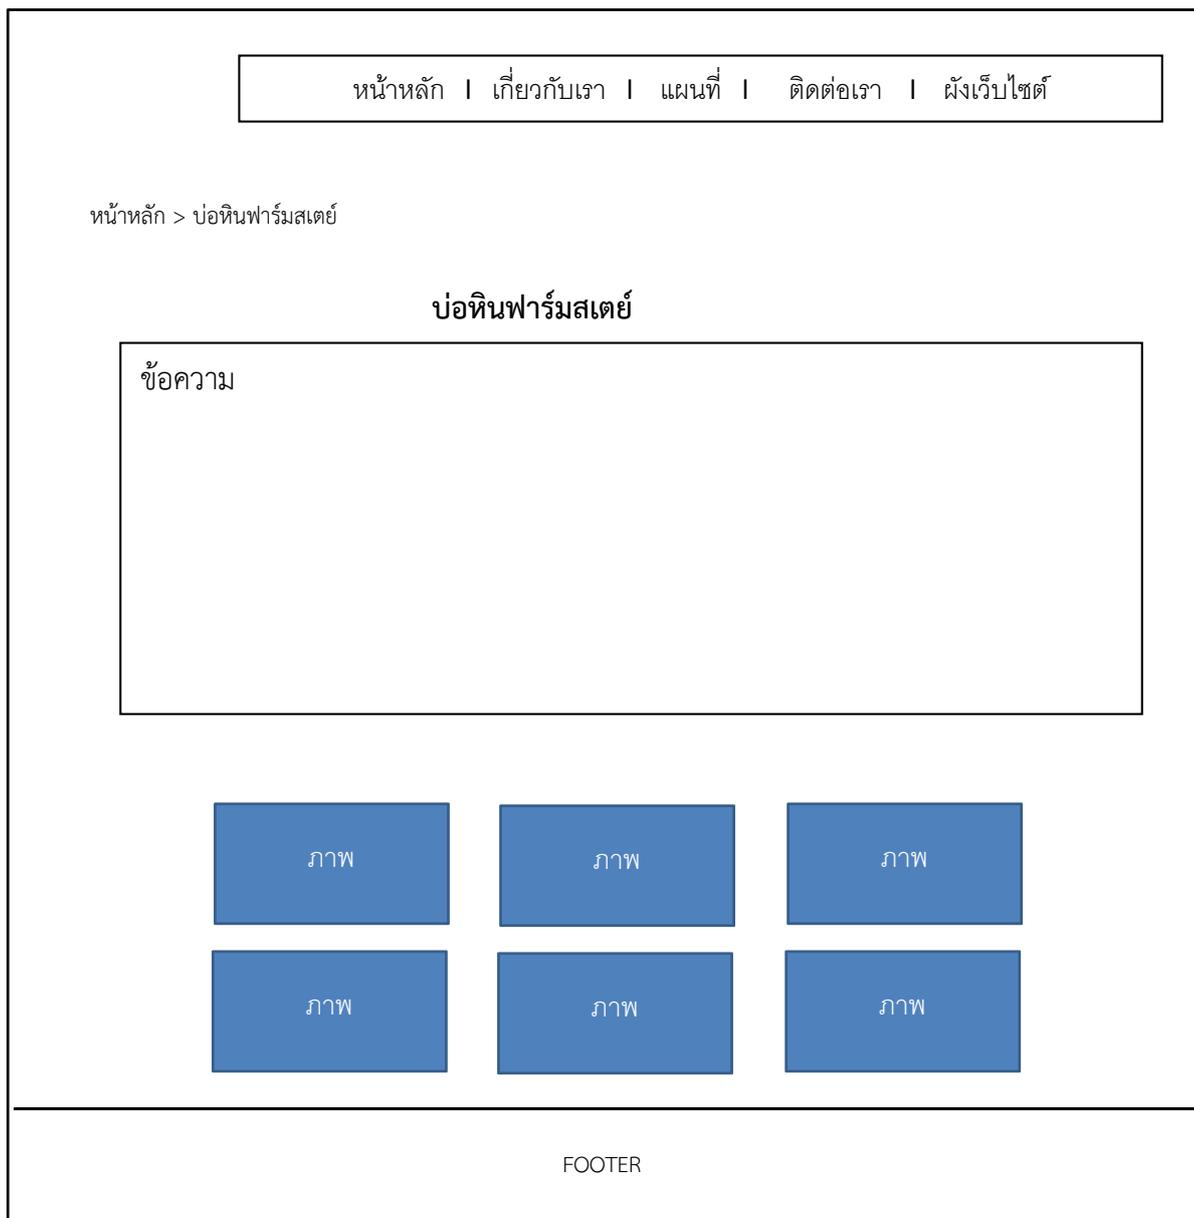 หน้าหลัก I เกี่ยวกับเรา I แผนที่ I ติดต่อเรา I ผังเว็บไซต์
หน้าหลัก > บ่อหินฟาร์มสเตย์
บ่อหินฟาร์มสเตย์
ข้อความ
ภาพ ภาพ ภาพ
ภาพ ภาพ ภาพ
FOOTER